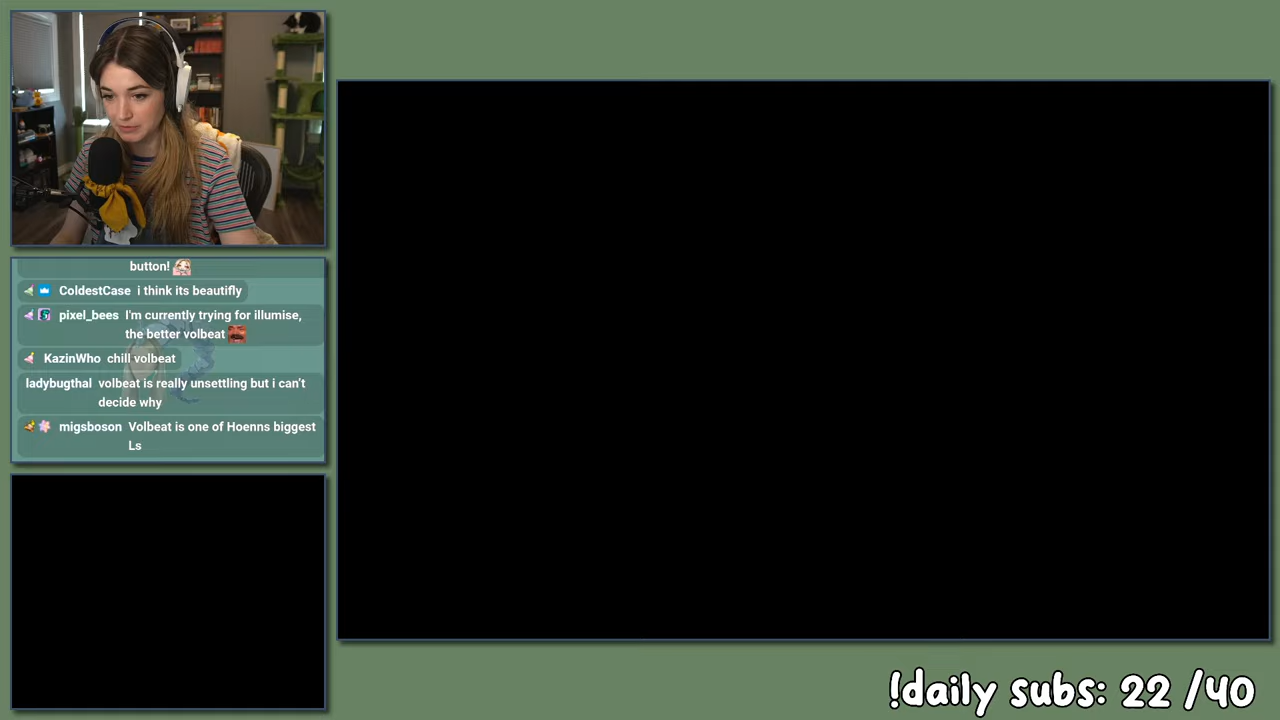 button!
ColdestCase i think its beautifly
pixel_bees I'm currently trying for illumise,
the better volbeat
KazinWho chill volbeat
ladybugthal volbeat is really unsettling but i can't
decide why
migsboson Volbeat is one of Hoenns biggest
Ls
!daily subs: 22 /40